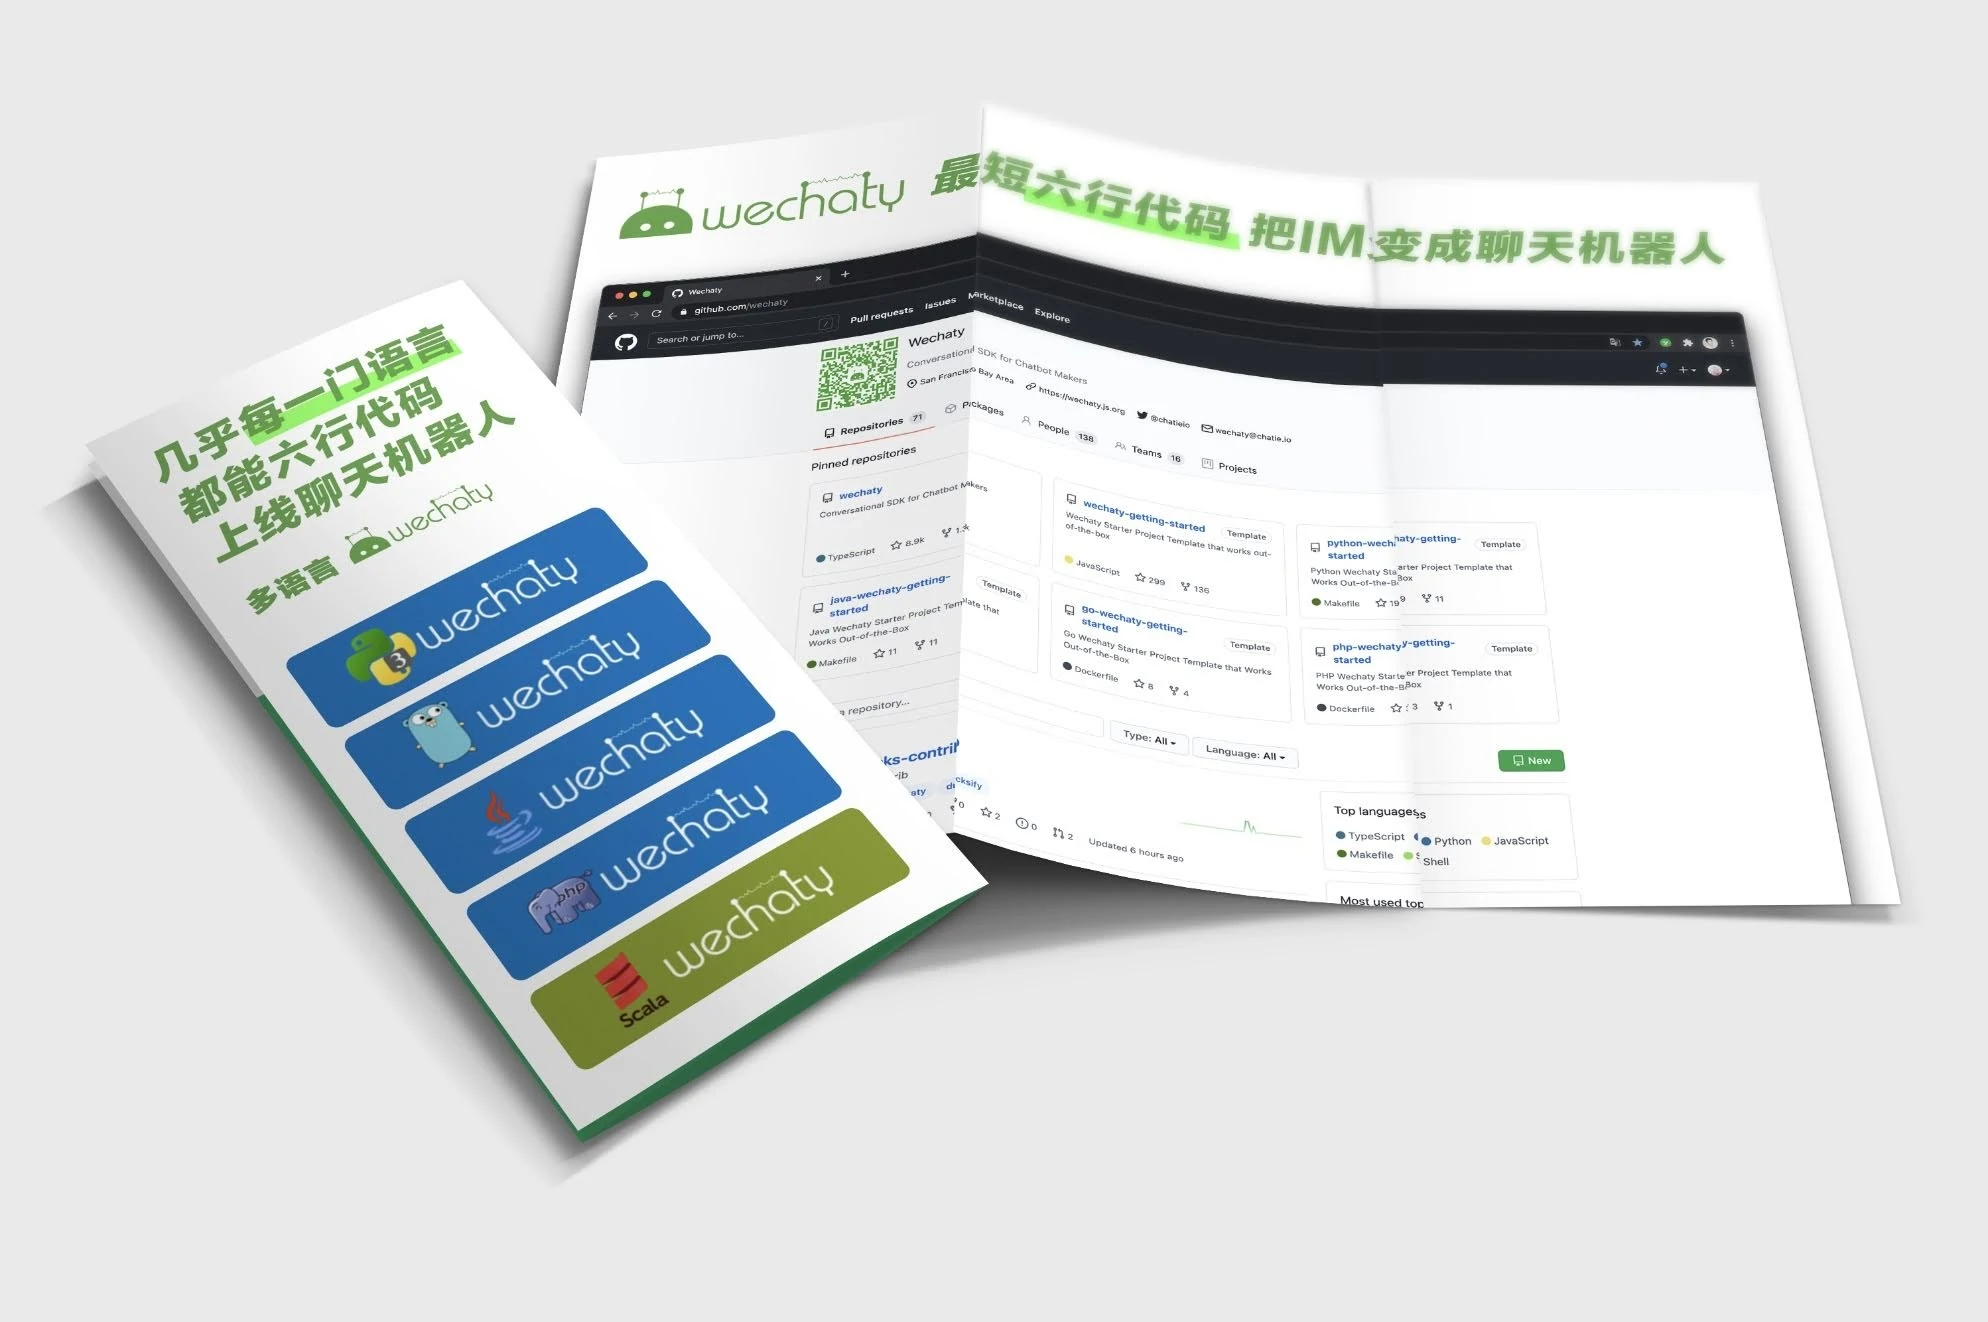 几乎每一门语言
都能六行代码
上线聊天机器人
多语言 wechaty
3 wechaty
wechaty
wechaty
php wechaty
Scala wechaty
wechaty 最短六行代码 把IM变成聊天机器人
Wechaty
github.com/wechaty
Search or jump to... / Pull requests Issues Marketplace Explore
Wechaty
Conversational SDK for Chatbot Makers
San Francisco Bay Area https://wechaty.js.org @chatieio wechaty@chatie.io
Repositories 71 Packages People 138 Teams 16 Projects
Pinned repositories
wechaty
Conversational SDK for Chatbot Makers
TypeScript 8.9k
wechaty-getting-started Template
Wechaty Starter Project Template that works out-
of-the-box
JavaScript 299 136
python-wechaty-getting-
started Template
Python Wechaty Starter Project Template that
Works Out-of-the-Box
Makefile 19 11
java-wechaty-getting-
started Template
Java Wechaty Starter Project Template that
Works Out-of-the-Box
Makefile 11 11
go-wechaty-getting-
started Template
Go Wechaty Starter Project Template that Works
Out-of-the-Box
Dockerfile 8 4
php-wechaty-getting-
started Template
PHP Wechaty Starter Project Template that
Works Out-of-the-Box
Dockerfile 3 1
a repository... Type: All Language: All New
ks-contrib
rib
aty
0 2 0 2 Updated 6 hours ago
Top languages
TypeScript Python JavaScript
Makefile Shell
Most used top